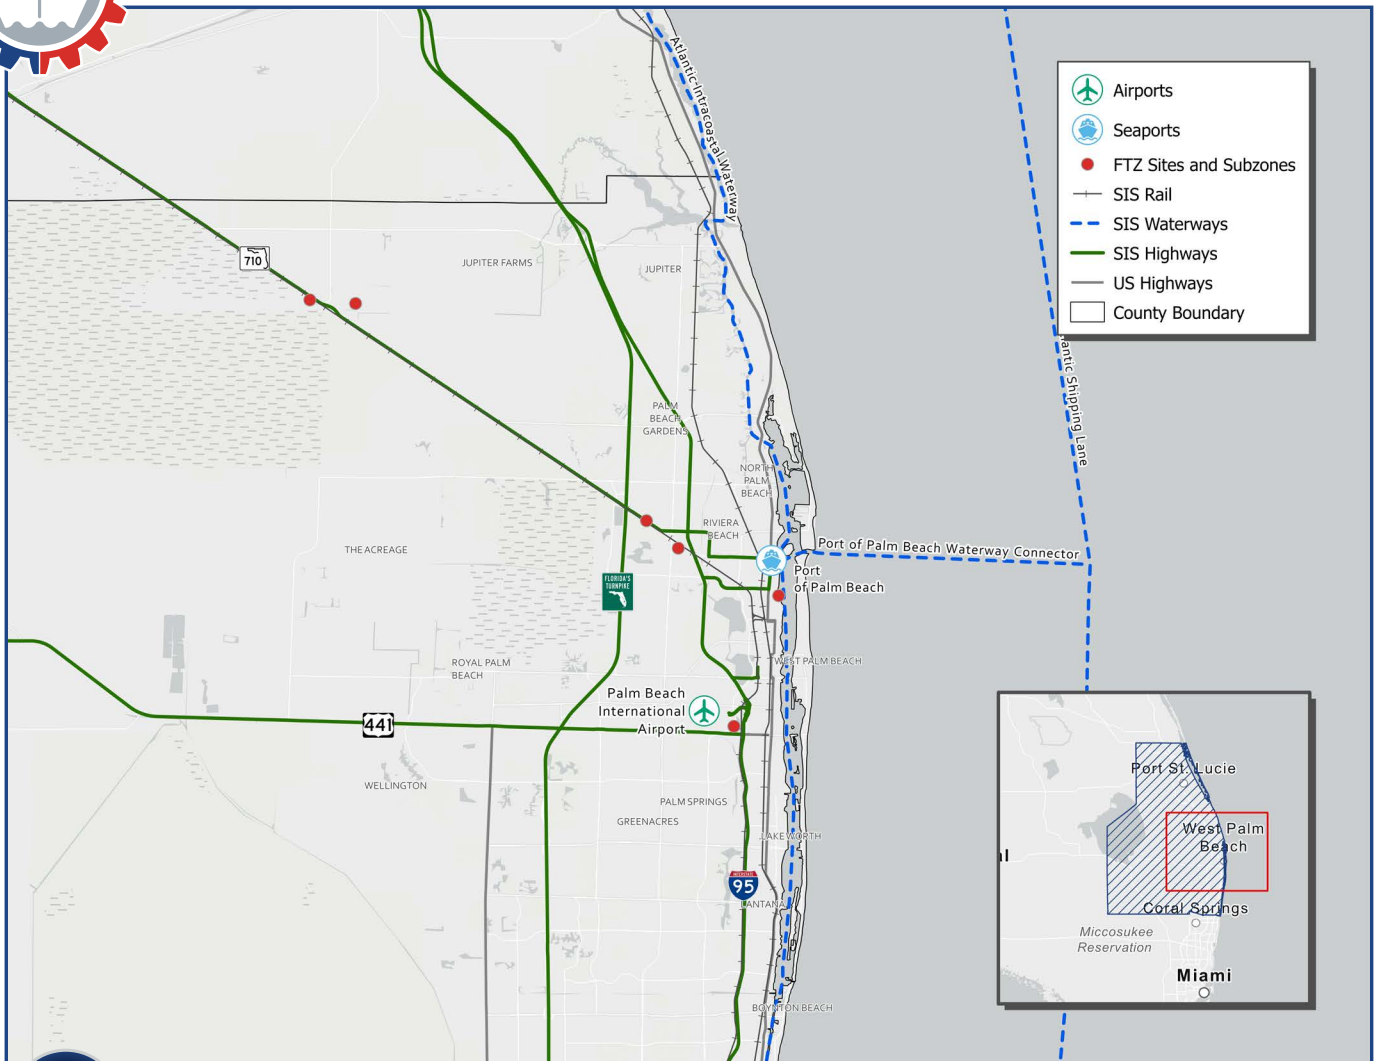 Atlantic-Intracoastal Waterway
Airports
Seaports
FTZ Sites and Subzones
SIS Rail
SIS Waterways
SIS Highways
US Highways
County Boundary
710
JUPITER FARMS
JUPITER
antic Shipping Lane
PALM
BEACH
GARDENS
NORTH
PALM
BEACH
RIVIERA
BEACH
THE ACREAGE
Port of Palm Beach Waterway Connector
Port
of Palm Beach
FLORIDA'S
TURNPIKE
ROYAL PALM
BEACH
WEST PALM BEACH
Palm Beach
International
Airport
441
WELLINGTON
PALM SPRINGS
GREENACRES
LAKE WORTH
95
LANTANA
BOYNTON BEACH
Port St. Lucie
West Palm
Beach
al
Coral Springs
Miccosukee
Reservation
Miami